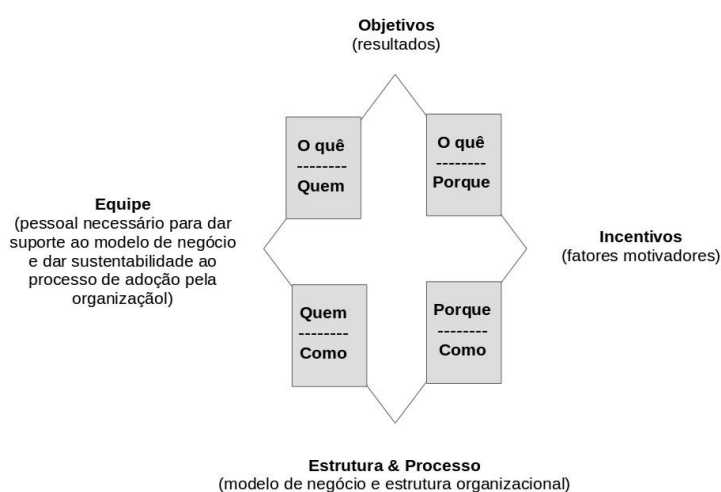 Objetivos
(resultados)
O quê
--------
Quem
O quê
--------
Porque
Equipe
(pessoal necessário para dar
suporte ao modelo de negócio
e dar sustentabilidade ao
processo de adoção pela
organizaçãol)
Incentivos
(fatores motivadores)
Quem
--------
Como
Porque
--------
Como
Estrutura & Processo
(modelo de negócio e estrutura organizacional)